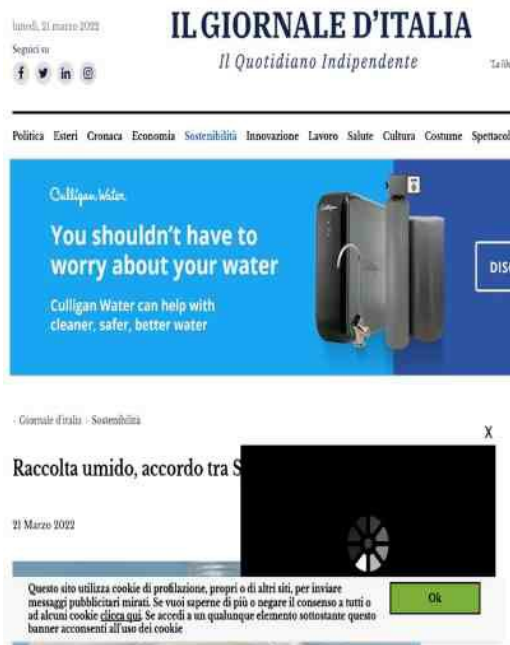 lunedì, 21 marzo 2022
Seguici su
IL GIORNALE D'ITALIA
Il Quotidiano Indipendente
Politica Esteri Cronaca Economia Sostenibilità Innovazione Lavoro Salute Cultura Costume Spettacol
Culligan Water
You shouldn't have to
worry about your water
Culligan Water can help with
cleaner, safer, better water
DISC
Giornale d'italia Sostenibilità
X
Raccolta umido, accordo tra S
21 Marzo 2022
Questo sito utilizza cookie di profilazione, propri o di altri siti, per inviare
messaggi pubblicitari mirati. Se vuoi saperne di più o negare il consenso a tutti o
ad alcuni cookie clicca qui. Se accedi a un qualunque elemento sottostante questo
banner acconsenti all'uso dei cookie
Ok